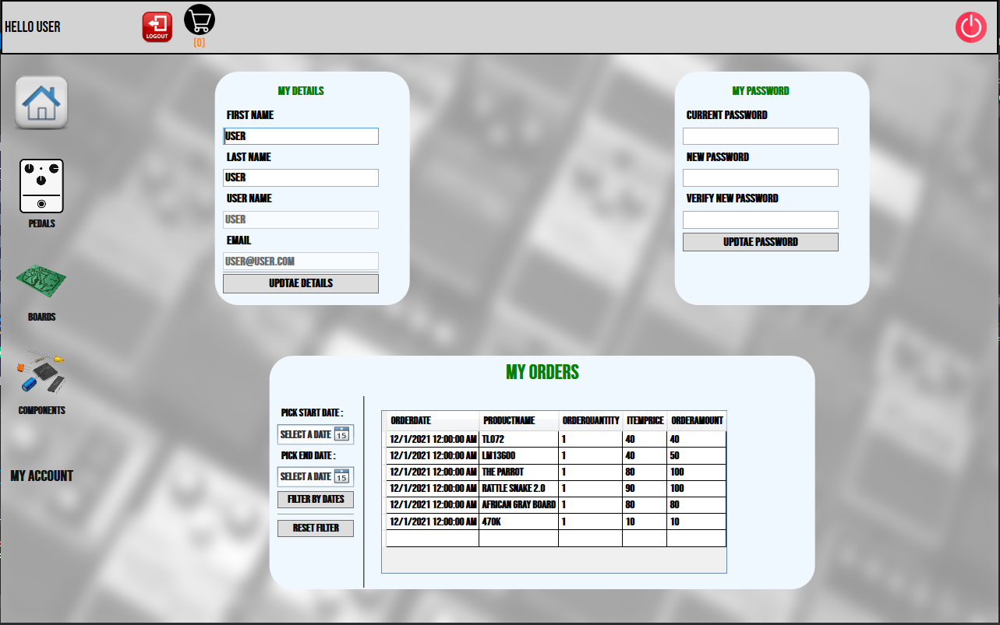 HELLO USER
LOGOUT
(0)
MY DETAILS
FIRST NAME
USER
LAST NAME
USER
USER NAME
USER
EMAIL
USER@USER.COM
UPDTAE DETAILS
MY PASSWORD
CURRENT PASSWORD
NEW PASSWORD
VERIFY NEW PASSWORD
UPDTAE PASSWORD
PEDALS
BOARDS
COMPONENTS
MY ACCOUNT
MY ORDERS
PICK START DATE :
SELECT A DATE 15
PICK END DATE :
SELECT A DATE 15
FILTER BY DATES
RESET FILTER
ORDERDATE PRODUCTNAME ORDERQUANTITY ITEMPRICE ORDERAMOUNT
12/1/2021 12:00:00 AM TL072 1 40 40
12/1/2021 12:00:00 AM LM13600 1 40 50
12/1/2021 12:00:00 AM THE PARROT 1 80 100
12/1/2021 12:00:00 AM RATTLE SNAKE 2.0 1 90 100
12/1/2021 12:00:00 AM AFRICAN GRAY BOARD 1 80 80
12/1/2021 12:00:00 AM 470K 1 10 10